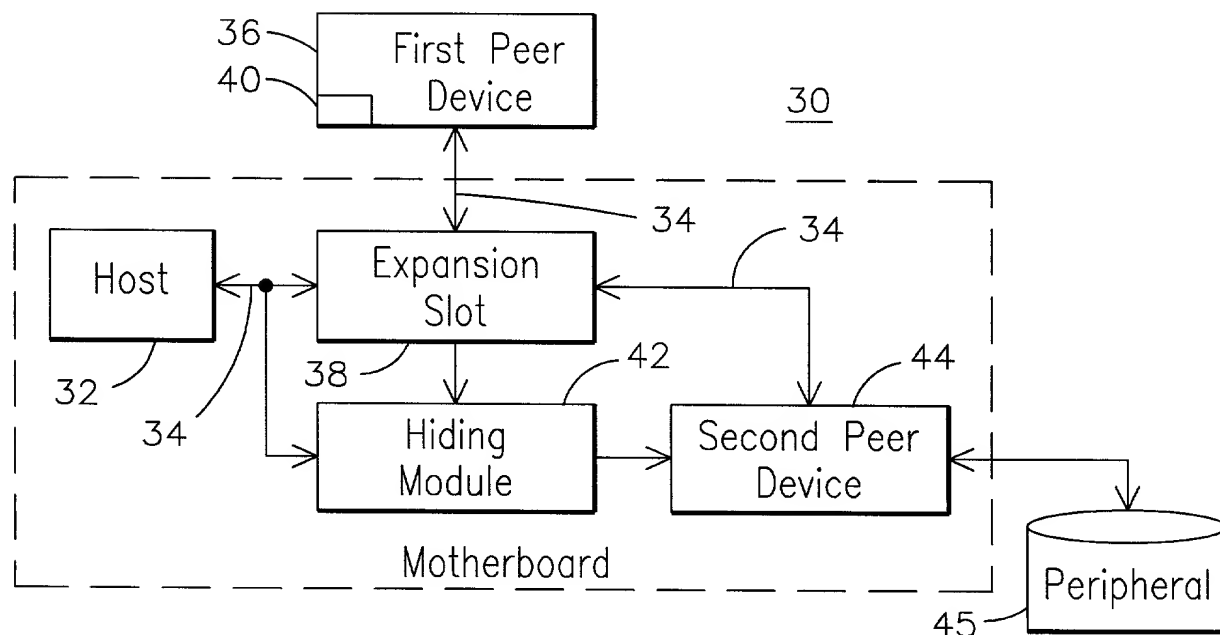 36
First Peer
Device
40
30
34
34
Host
Expansion
Slot
32
34
38
42
44
Hiding
Module
Second Peer
Device
Motherboard
Peripheral
45